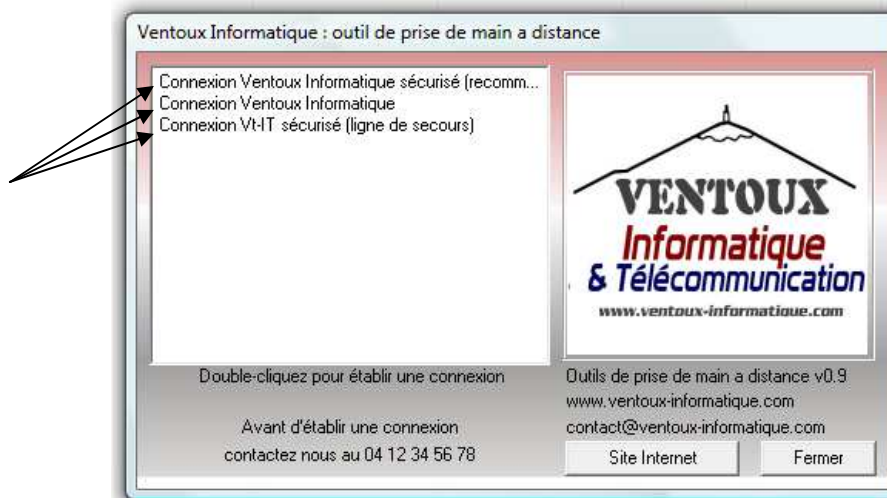 Ventoux Informatique : outil de prise de main a distance
Connexion Ventoux Informatique sécurisé (recomm...
Connexion Ventoux Informatique
Connexion Vt-IT sécurisé (ligne de secours)
VENTOUX
Informatique
& Télécommunication
www.ventoux-informatique.com
Double-cliquez pour établir une connexion
Avant d'établir une connexion
contactez nous au 04 12 34 56 78
Outils de prise de main a distance v0.9
www.ventoux-informatique.com
contact@ventoux-informatique.com
Site Internet
Fermer